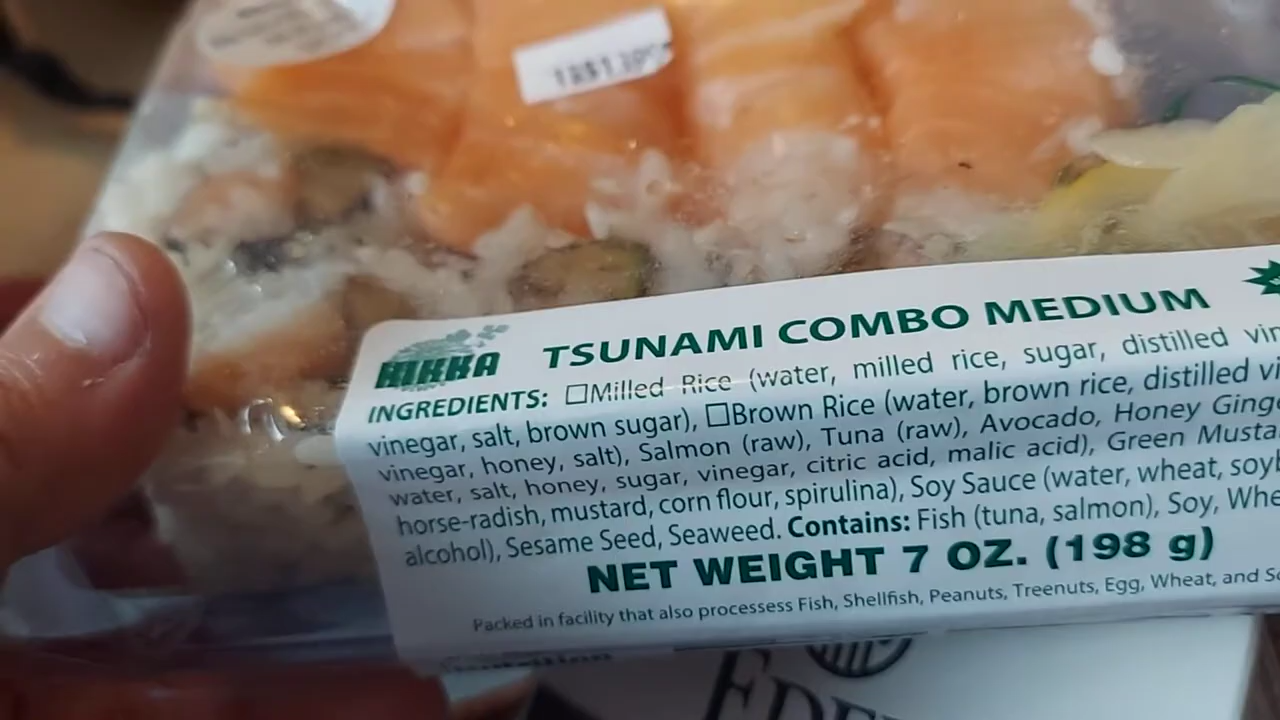 TSUNAMI COMBO MEDIUM
INGREDIENTS: ☐Milled Rice (water, milled rice, sugar, distilled vin
vinegar, salt, brown sugar), ☐Brown Rice (water, brown rice, distilled vi
vinegar, honey, salt), Salmon (raw), Tuna (raw), Avocado, Honey Ginge
water, salt, honey, sugar, vinegar, citric acid, malic acid), Green Musta
horse-radish, mustard, corn flour, spirulina), Soy Sauce (water, wheat, soyb
alcohol), Sesame Seed, Seaweed. Contains: Fish (tuna, salmon), Soy, Whe
NET WEIGHT 7 OZ. (198 g)
Packed in facility that also processess Fish, Shellfish, Peanuts, Treenuts, Egg, Wheat, and So